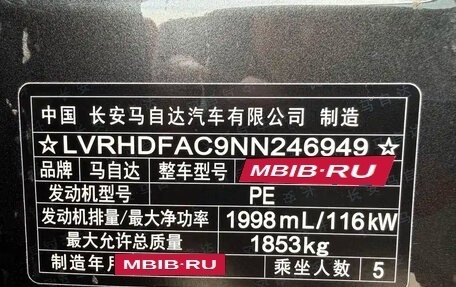 中国 长安马自达汽车有限公司 制造
☆LVRHDFAC9NN246949☆
品牌 马自达 整车型号 MBIB.RU
发动机型号 PE
发动机排量/最大净功率 1998mL/116kW
最大允许总质量 1853kg
制造年月 MBIB.RU 乘坐人数 5